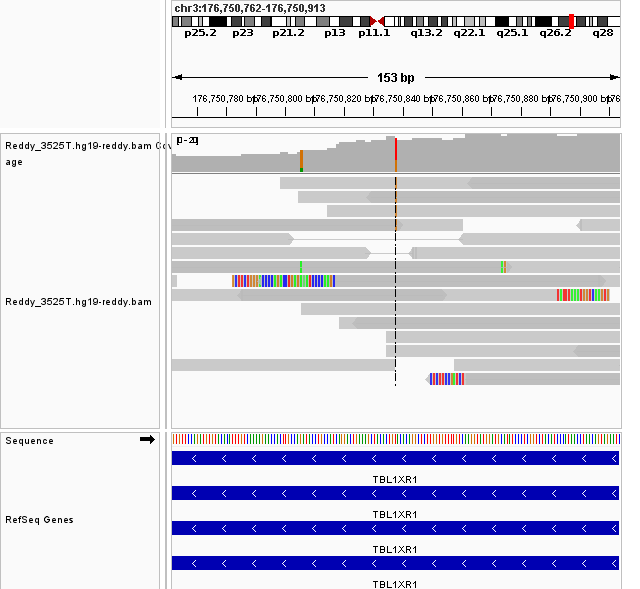 chr3:176,750,762-176,750,913
p25.2 p23 p21.2 p13 p11.1 q13.2 q22.1 q25.1 q26.2 q28
153 bp
176,750,780 bp 176,750,800 bp 176,750,820 bp 176,750,840 bp 176,750,860 bp 176,750,880 bp 176,750,900 bp 176
[0 - 20]
Reddy_3525T.hg19-reddy.bam Cov
age
Reddy_3525T.hg19-reddy.bam
Sequence
TBL1XR1
TBL1XR1
RefSeq Genes
TBL1XR1
TBL1XR1